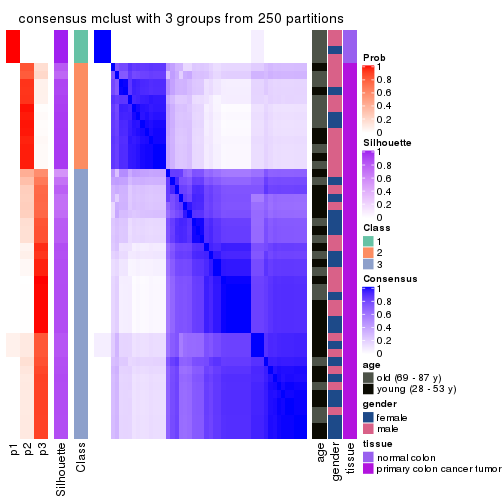 consensus mclust with 3 groups from 250 partitions
Prob
1
0.8
0.6
0.4
0.2
0
Silhouette
1
0.8
0.6
0.4
0.2
0
Class
1
2
3
Consensus
1
0.8
0.6
0.4
0.2
0
age
old (69 - 87 y)
young (28 - 53 y)
gender
female
male
tissue
normal colon
primary colon cancer tumor
p1
p2
p3
Silhouette
Class
age
gender
tissue